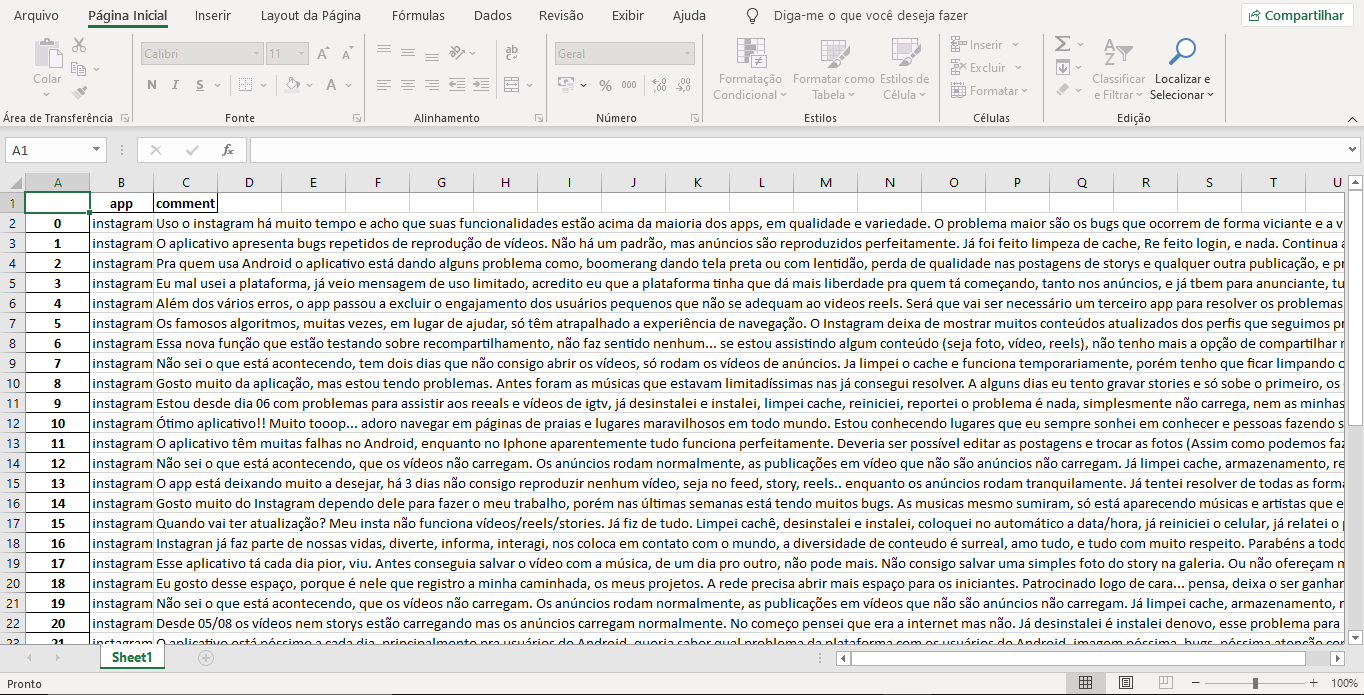 Arquivo Página Inicial Inserir Layout da Página Fórmulas Dados Revisão Exibir Ajuda Diga-me o que você deseja fazer Compartilhar
Colar
Calibri 11
N I S A
ab
Geral
% 000
Formatação Condicional
Formatar como Tabela
Estilos de Célula
Inserir
Excluir
Formatar
Classificar e Filtrar
Localizar e Selecionar
Área de Transferência Fonte Alinhamento Número Estilos Células Edição
A1 fx
A B C D E F G H I J K L M N O P Q R S T U
1 app comment
2 0 instagram Uso o instagram há muito tempo e acho que suas funcionalidades estão acima da maioria dos apps, em qualidade e variedade. O problema maior são os bugs que ocorrem de forma viciante e a v
3 1 instagram O aplicativo apresenta bugs repetidos de reprodução de vídeos. Não há um padrão, mas anúncios são reproduzidos perfeitamente. Já foi feito limpeza de cache, Re feito login, e nada. Continua a
4 2 instagram Pra quem usa Android o aplicativo está dando alguns problema como, boomerang dando tela preta ou com lentidão, perda de qualidade nas postagens de storys e qualquer outra publicação, e pr
5 3 instagram Eu mal usei a plataforma, já veio mensagem de uso limitado, acredito eu que a plataforma tinha que dá mais liberdade pra quem tá começando, tanto nos anúncios, e já tbem para anunciante, tu
6 4 instagram Além dos vários erros, o app passou a excluir o engajamento dos usuários pequenos que não se adequam ao videos reels. Será que vai ser necessário um terceiro app para resolver os problemas
7 5 instagram Os famosos algoritmos, muitas vezes, em lugar de ajudar, só têm atrapalhado a experiência de navegação. O Instagram deixa de mostrar muitos conteúdos atualizados dos perfis que seguimos pr
8 6 instagram Essa nova função que estão testando sobre recompartilhamento, não faz sentido nenhum... se estou assistindo algum conteúdo (seja foto, vídeo, reels), não tenho mais a opção de compartilhar r
9 7 instagram Não sei o que está acontecendo, tem dois dias que não consigo abrir os vídeos, só rodam os vídeos de anúncios. Ja limpei o cache e funciona temporariamente, porém tenho que ficar limpando o
10 8 instagram Gosto muito da aplicação, mas estou tendo problemas. Antes foram as músicas que estavam limitadíssimas nas já consegui resolver. A alguns dias eu tento gravar stories e só sobe o primeiro, os
11 9 instagram Estou desde dia 06 com problemas para assistir aos reeals e vídeos de igtv, já desinstalei e instalei, limpei cache, reiniciei, reportei o problema é nada, simplesmente não carrega, nem as minhas
12 10 instagram Ótimo aplicativo!! Muito tooop... adoro navegar em páginas de praias e lugares maravilhosos em todo mundo. Estou conhecendo lugares que eu sempre sonhei em conhecer e pessoas fazendo s
13 11 instagram O aplicativo têm muitas falhas no Android, enquanto no Iphone aparentemente tudo funciona perfeitamente. Deveria ser possível editar as postagens e trocar as fotos (Assim como podemos faz
14 12 instagram Não sei o que está acontecendo, que os vídeos não carregam. Os anúncios rodam normalmente, as publicações em vídeo que não são anúncios não carregam. Já limpei cache, armazenamento, re
15 13 instagram O app está deixando muito a desejar, há 3 dias não consigo reproduzir nenhum vídeo, seja no feed, story, reels.. enquanto os anúncios rodam tranquilamente. Já tentei resolver de todas as forma
16 14 instagram Gosto muito do Instagram dependo dele para fazer o meu trabalho, porém nas últimas semanas está tendo muitos bugs. As musicas mesmo sumiram, só está aparecendo músicas e artistas que e
17 15 instagram Quando vai ter atualização? Meu insta não funciona vídeos/reels/stories. Já fiz de tudo. Limpei cachê, desinstalei e instalei, coloquei no automático a data/hora, já reiniciei o celular, já relatei o p
18 16 instagram Instagran já faz parte de nossas vidas, diverte, informa, interagi, nos coloca em contato com o mundo, a diversidade de conteúdo é surreal, amo tudo, e tudo com muito respeito. Parabéns a todo
19 17 instagram Esse aplicativo tá cada dia pior, viu. Antes conseguia salvar o vídeo com a música, de um dia pro outro, não pode mais. Não consigo salvar uma simples foto do story na galeria. Ou não ofereçam m
20 18 instagram Eu gosto desse espaço, porque é nele que registro a minha caminhada, os meus projetos. A rede precisa abrir mais espaço para os iniciantes. Patrocinado logo de cara... pensa, deixa o ser ganhar
21 19 instagram Não sei o que está acontecendo, que os vídeos não carregam. Os anúncios rodam normalmente, as publicações em vídeos que não são anúncios não carregam. Já limpei cache, armazenamento, r
22 20 instagram Desde 05/08 os vídeos nem storys estão carregando mas os anúncios carregam normalmente. No começo pensei que era a internet mas não. Já desinstalei é instalei denovo, esse problema para
23 21 instagram O aplicativo está péssimo a cada dia, principalmente pra usuários de Android, queria saber qual problema da plataforma com os usuários de Android, imagem péssima, bugs, péssima atenção con
Sheet1
Pronto 100%